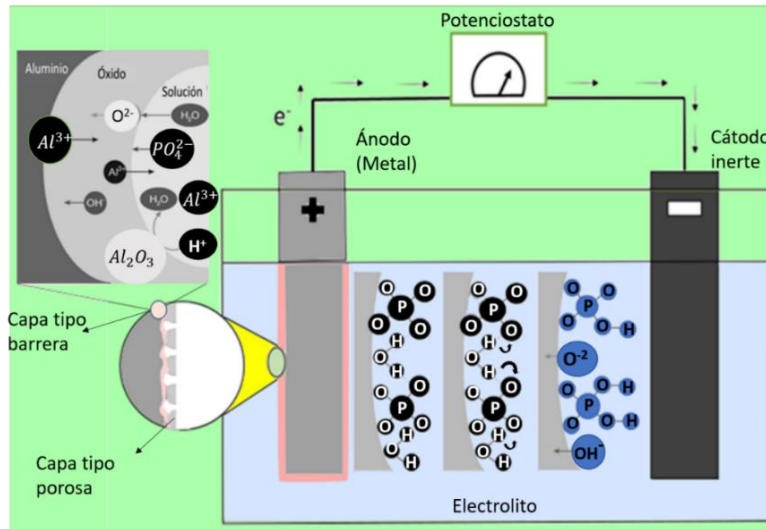 Potenciostato
Aluminio
Óxido
Solución
O²⁻
H₂O
Al³⁺
PO₄²⁻
Al³⁺
H₂O
Al³⁺
OH⁻
H⁺
Al₂O₃
e⁻
Ánodo
(Metal)
Cátodo
inerte
+
−
Capa tipo
barrera
Capa tipo
porosa
O
O
P
O
O
H
O
H
O
O
P
O
O
H
O
H
O
O
P
O
O
H
O
H
O
O
P
O
O
H
O
H
O
O
P
O
O
H
O⁻²
O
O
H
P
O
O
H
OH⁻
Electrolito